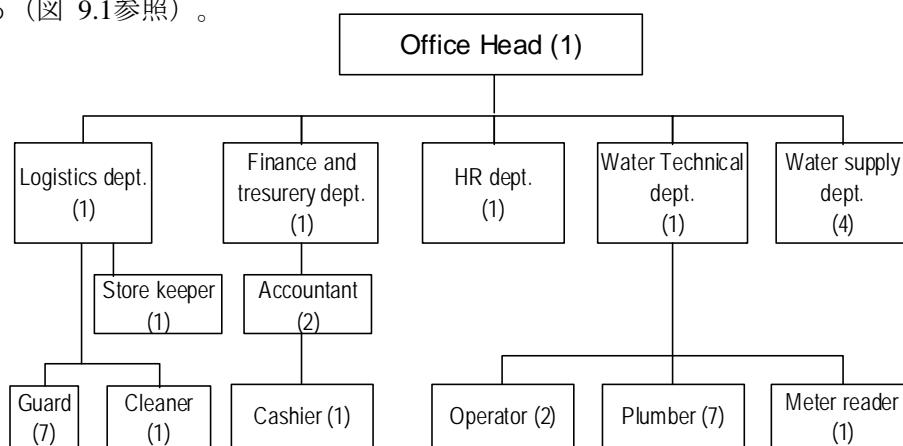 (図 9.1参照)。
Office Head (1)
Logistics dept.
(1)
Finance and
tresurery dept.
(1)
HR dept.
(1)
Water Technical
dept.
(1)
Water supply
dept.
(4)
Store keeper
(1)
Accountant
(2)
Guard
(7)
Cleaner
(1)
Cashier (1)
Operator (2)
Plumber (7)
Meter reader
(1)